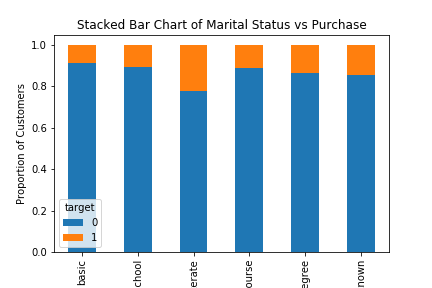 Stacked Bar Chart of Marital Status vs Purchase
Proportion of Customers
1.0
0.8
0.6
0.4
0.2
0.0
target
0
1
basic
chool
erate
ourse
egree
nown